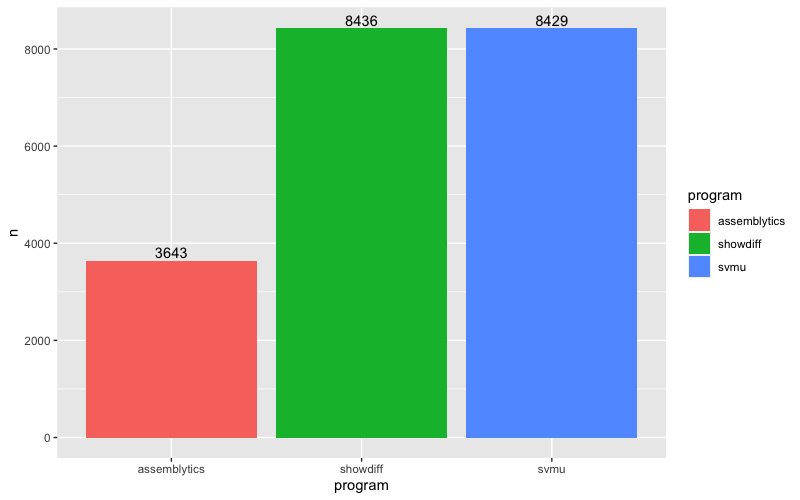 8436
8429
8000
6000
program
assemblytics
n
3643
4000
showdiff
svmu
2000
0
assemblytics
showdiff
svmu
program